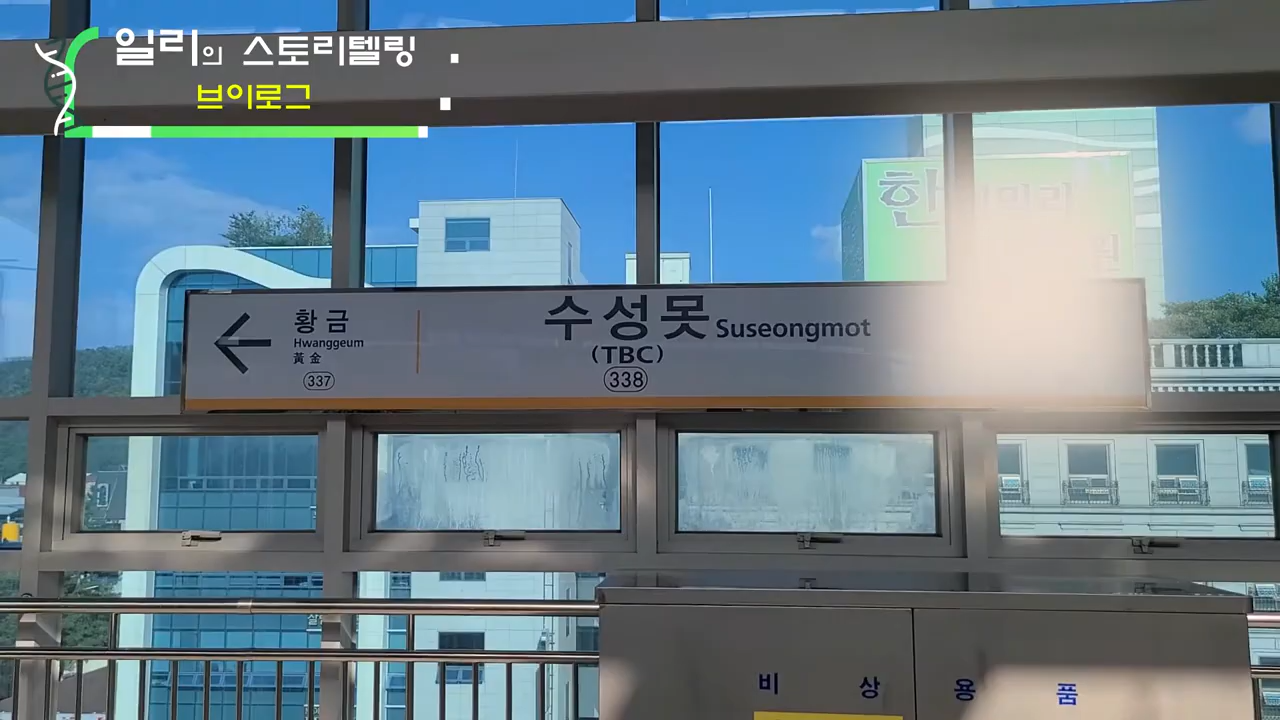 일리의 스토리텔링
브이로그
한
황금
Hwanggeum
黃金
337
수성못 Suseongmot
(TBC)
338
비상용품